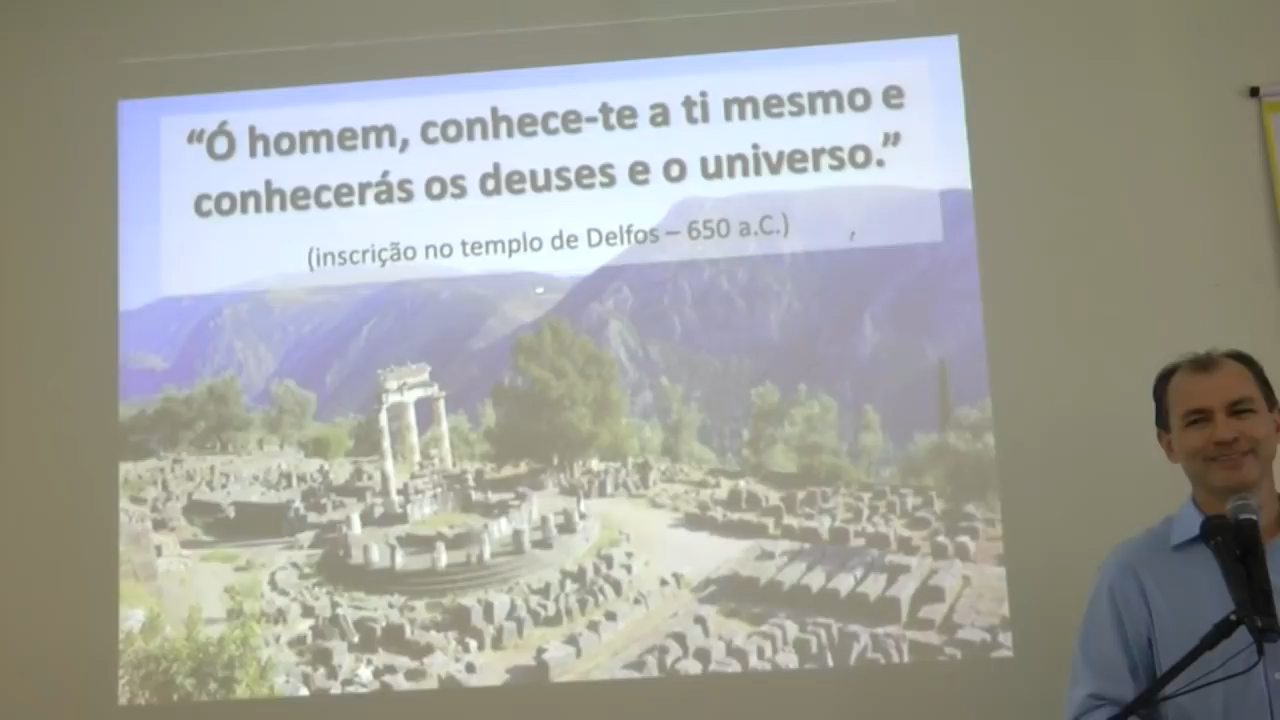 “Ó homem, conhece-te a ti mesmo e
conhecerás os deuses e o universo.”
(inscrição no templo de Delfos – 650 a.C.)